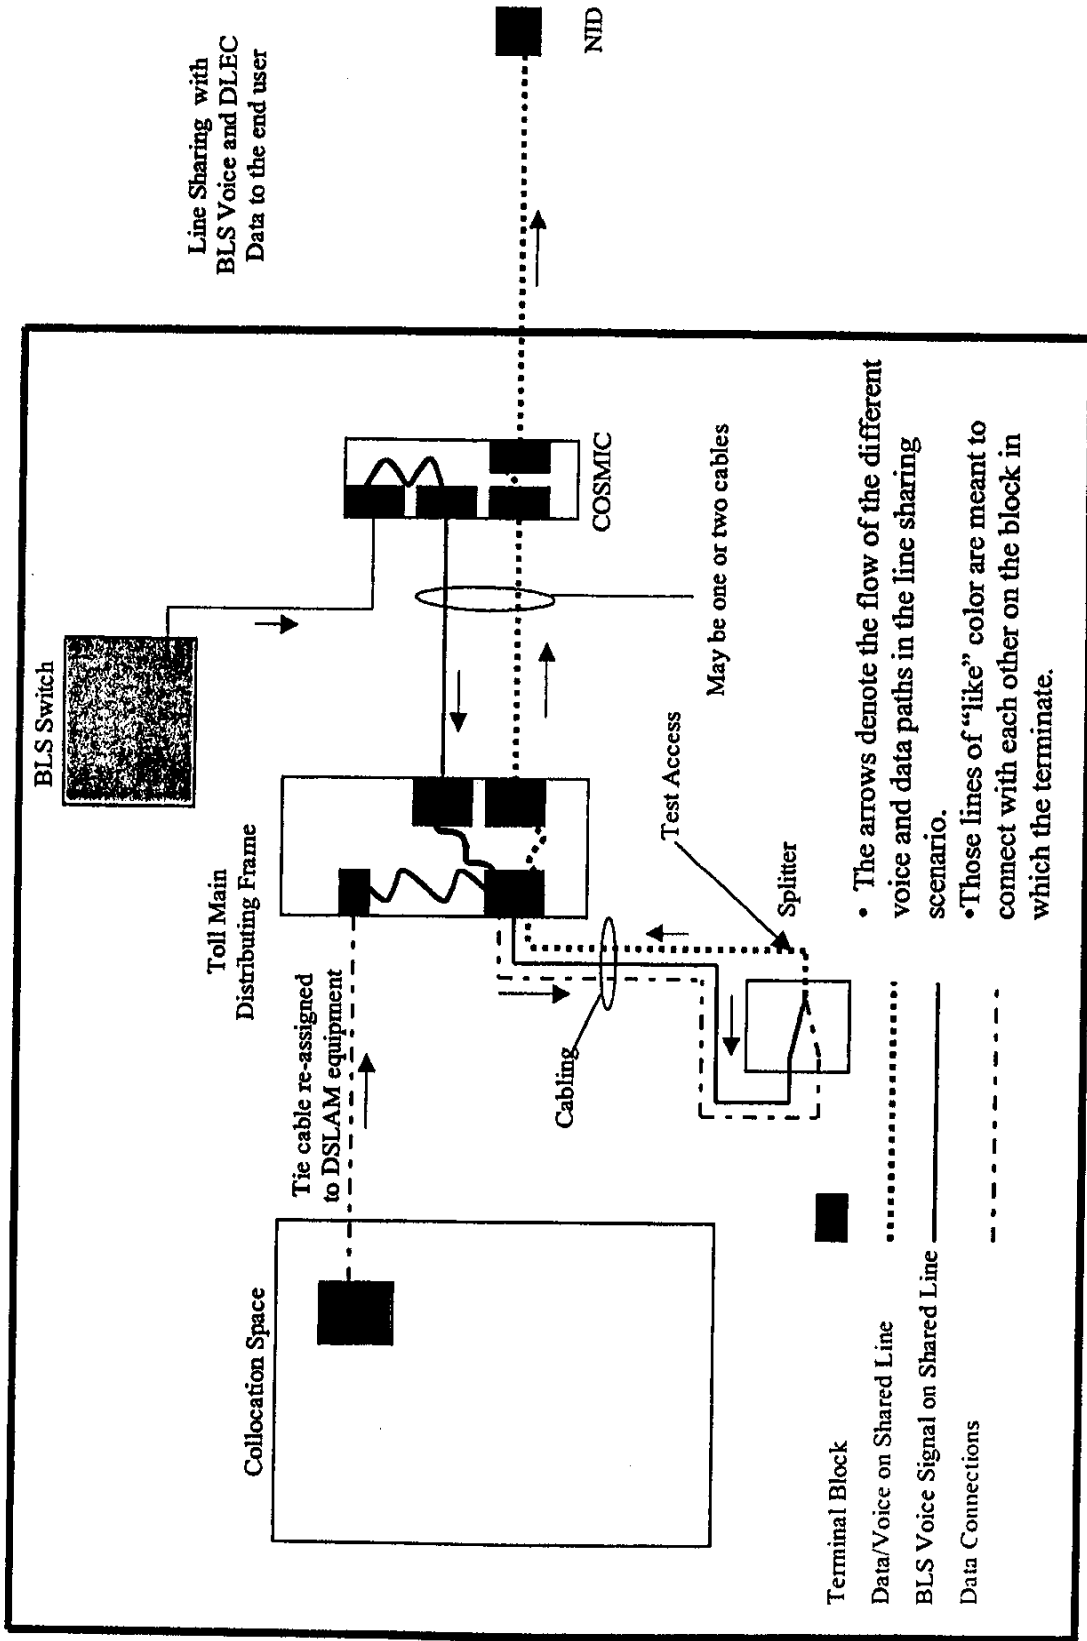 Line Sharing with
BLS Voice and DLEC
Data to the end user
NID
BLS Switch
COSMIC
May be one or two cables
Toll Main
Distributing Frame
Test Access
Splitter
Tie cable re-assigned
to DSLAM equipment
Cabling
Collocation Space
Terminal Block
Data/Voice on Shared Line
BLS Voice Signal on Shared Line
Data Connections
• The arrows denote the flow of the different
voice and data paths in the line sharing
scenario.
•Those lines of "like" color are meant to
connect with each other on the block in
which the terminate.